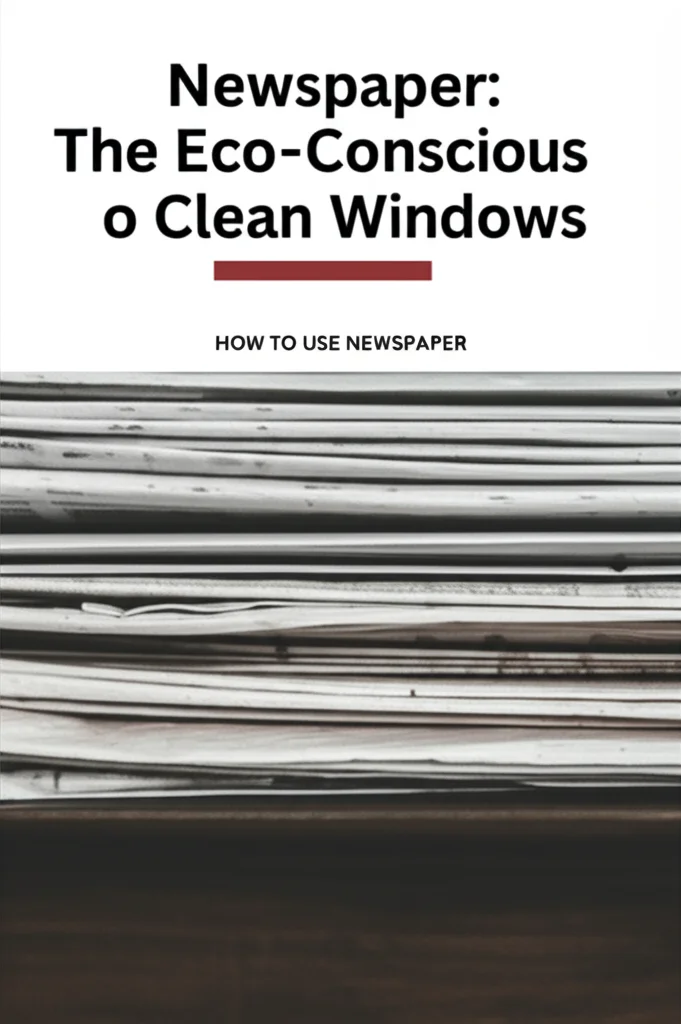 Newspaper:
The Eco-Conscious
o Clean Windows
HOW TO USE NEWSPAPER